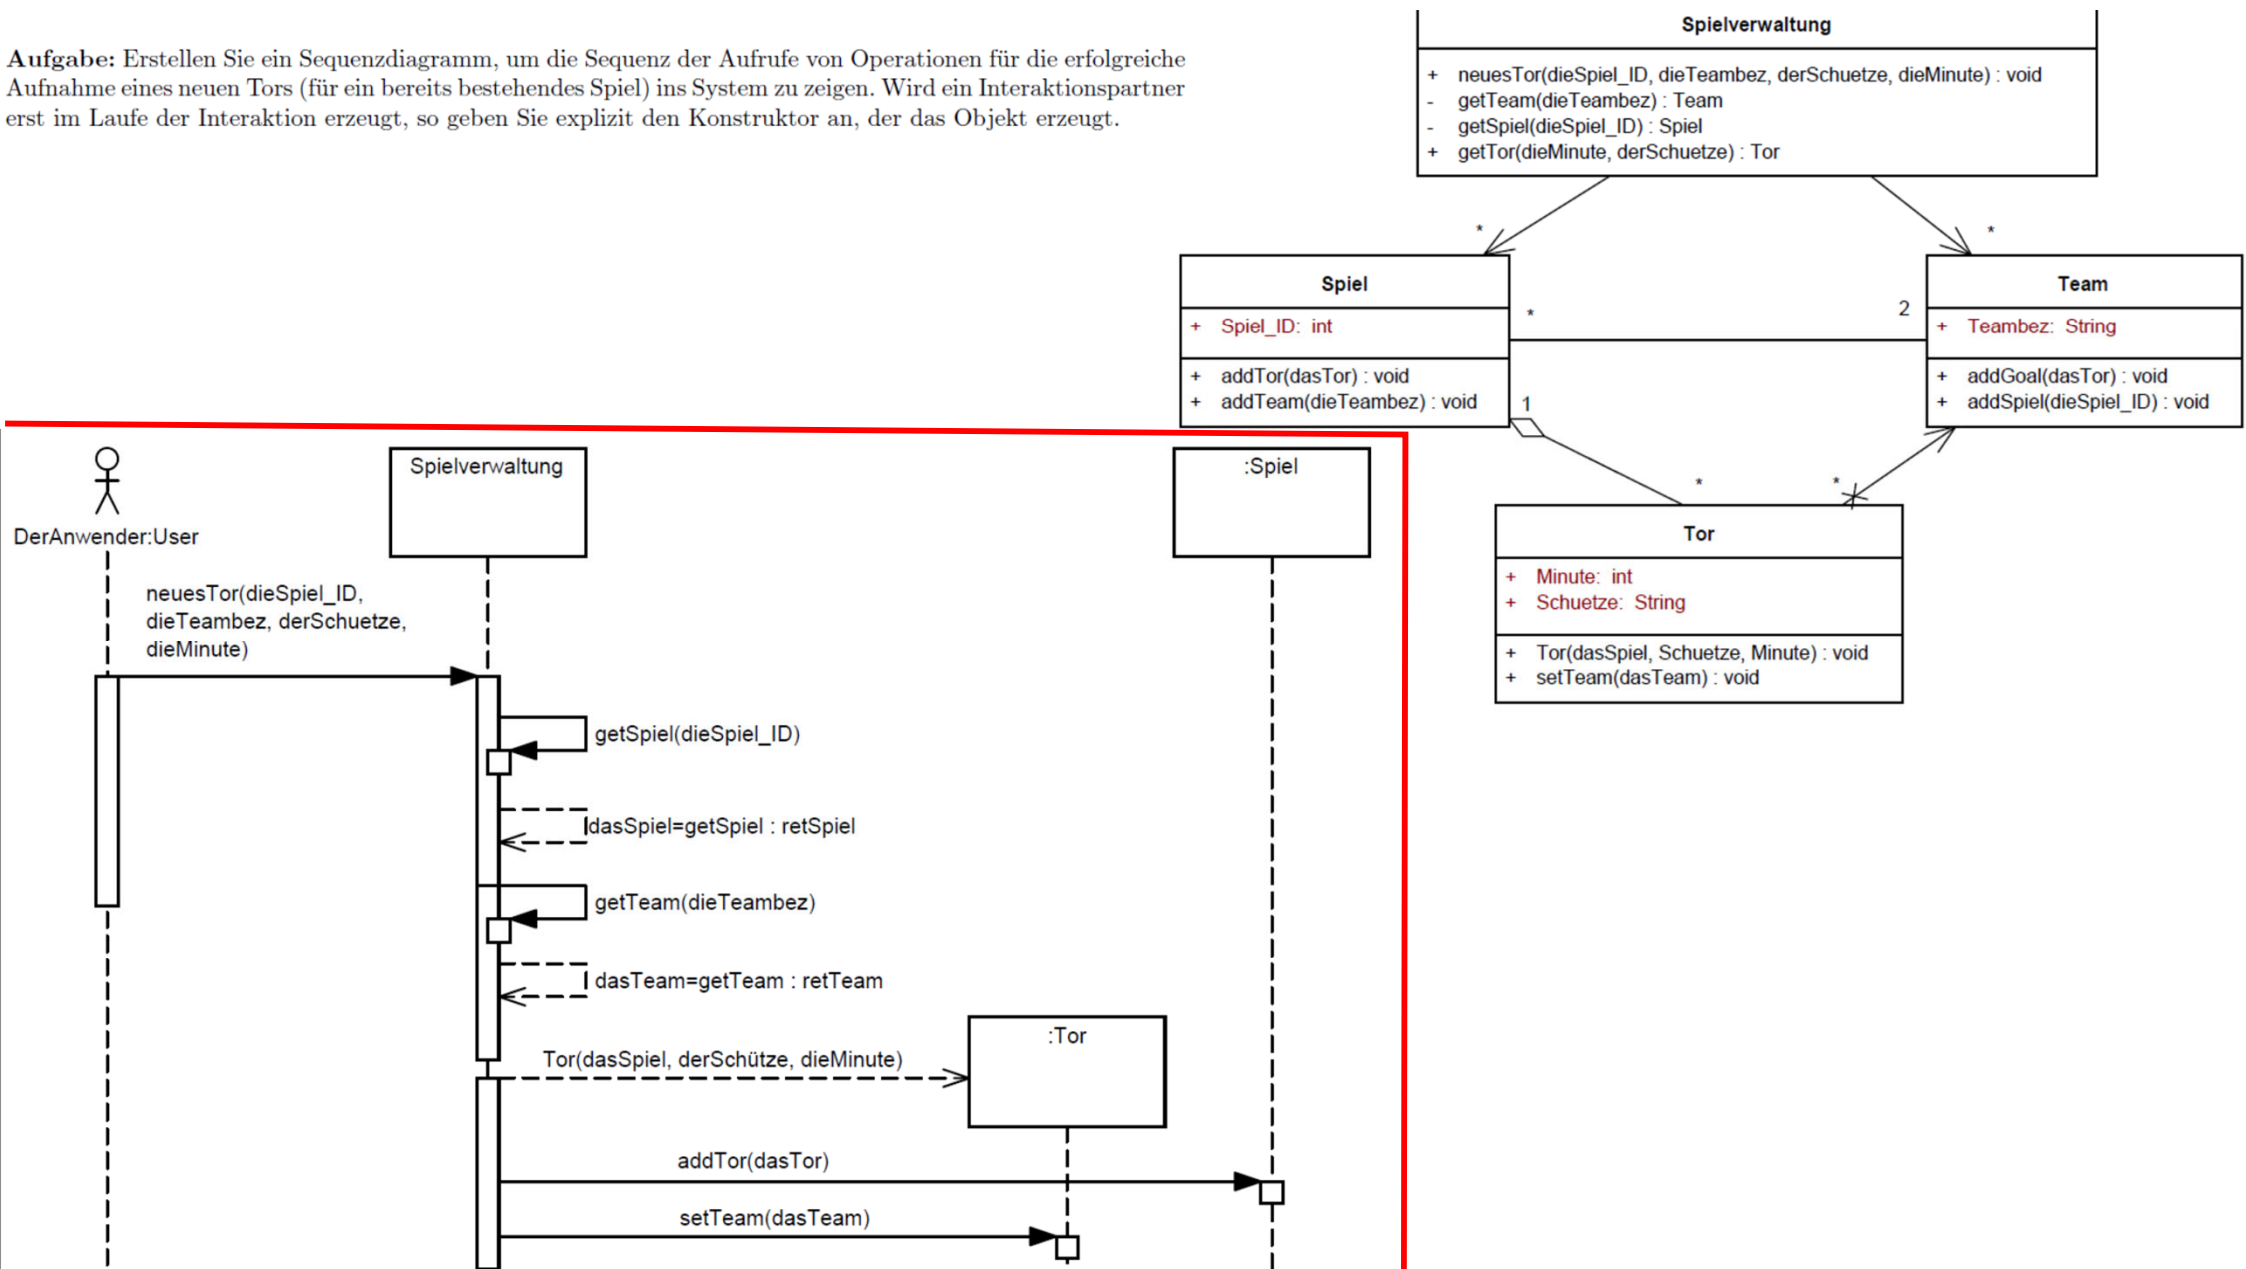 Aufgabe: Erstellen Sie ein Sequenzdiagramm, um die Sequenz der Aufrufe von Operationen für die erfolgreiche
Aufnahme eines neuen Tors (für ein bereits bestehendes Spiel) ins System zu zeigen. Wird ein Interaktionspartner
erst im Laufe der Interaktion erzeugt, so geben Sie explizit den Konstruktor an, der das Objekt erzeugt.
Spielverwaltung
+ neuesTor(dieSpiel_ID, dieTeambez, derSchuetze, dieMinute) : void
- getTeam(dieTeambez) : Team
- getSpiel(dieSpiel_ID) : Spiel
+ getTor(dieMinute, derSchuetze) : Tor
*
*
Spiel
+ Spiel_ID: int
+ addTor(dasTor) : void
+ addTeam(dieTeambez) : void
*
2
Team
+ Teambez: String
+ addGoal(dasTor) : void
+ addSpiel(dieSpiel_ID) : void
1
*
*
Tor
+ Minute: int
+ Schuetze: String
+ Tor(dasSpiel, Schuetze, Minute) : void
+ setTeam(dasTeam) : void
DerAnwender:User
Spielverwaltung
:Spiel
neuesTor(dieSpiel_ID,
dieTeambez, derSchuetze,
dieMinute)
getSpiel(dieSpiel_ID)
dasSpiel=getSpiel : retSpiel
getTeam(dieTeambez)
dasTeam=getTeam : retTeam
:Tor
Tor(dasSpiel, derSchütze, dieMinute)
addTor(dasTor)
setTeam(dasTeam)